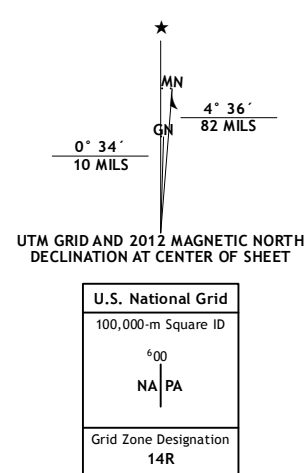 ★
MN
GN
4° 36´
82 MILS
0° 34´
10 MILS
UTM GRID AND 2012 MAGNETIC NORTH
DECLINATION AT CENTER OF SHEET
U.S. National Grid
100,000-m Square ID
⁶00
NA PA
Grid Zone Designation
14R